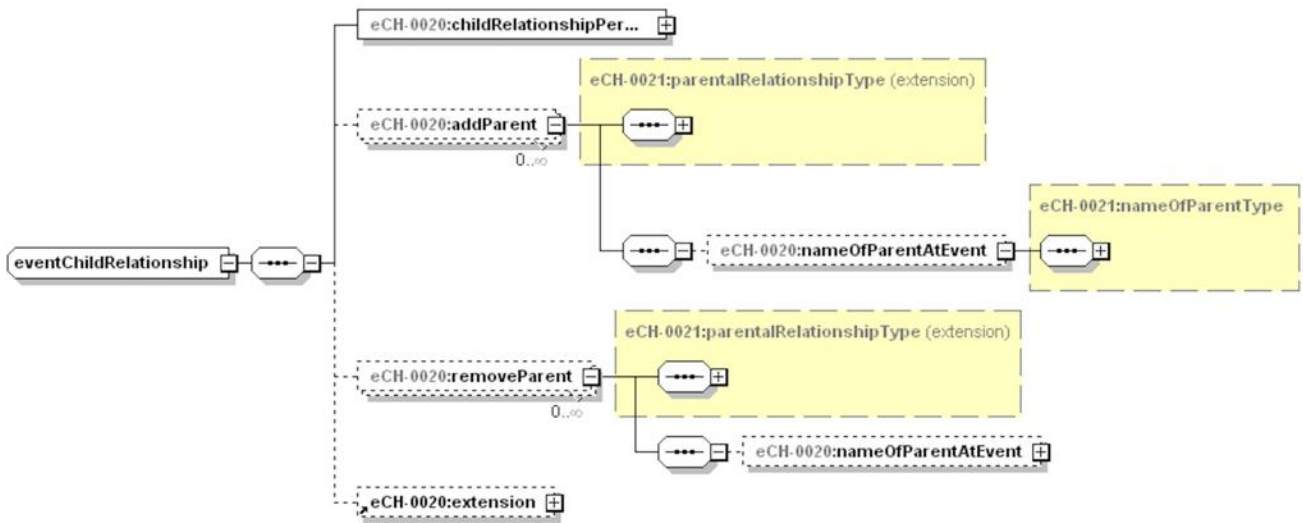 eCH-0020:childRelationshipPer...
eCH-0021:parentalRelationshipType (extension)
eCH-0020:addParent
0..∞
eCH-0021:nameOfParentType
eCH-0020:nameOfParentAtEvent
eventChildRelationship
eCH-0021:parentalRelationshipType (extension)
eCH-0020:removeParent
0..∞
eCH-0020:nameOfParentAtEvent
eCH-0020:extension